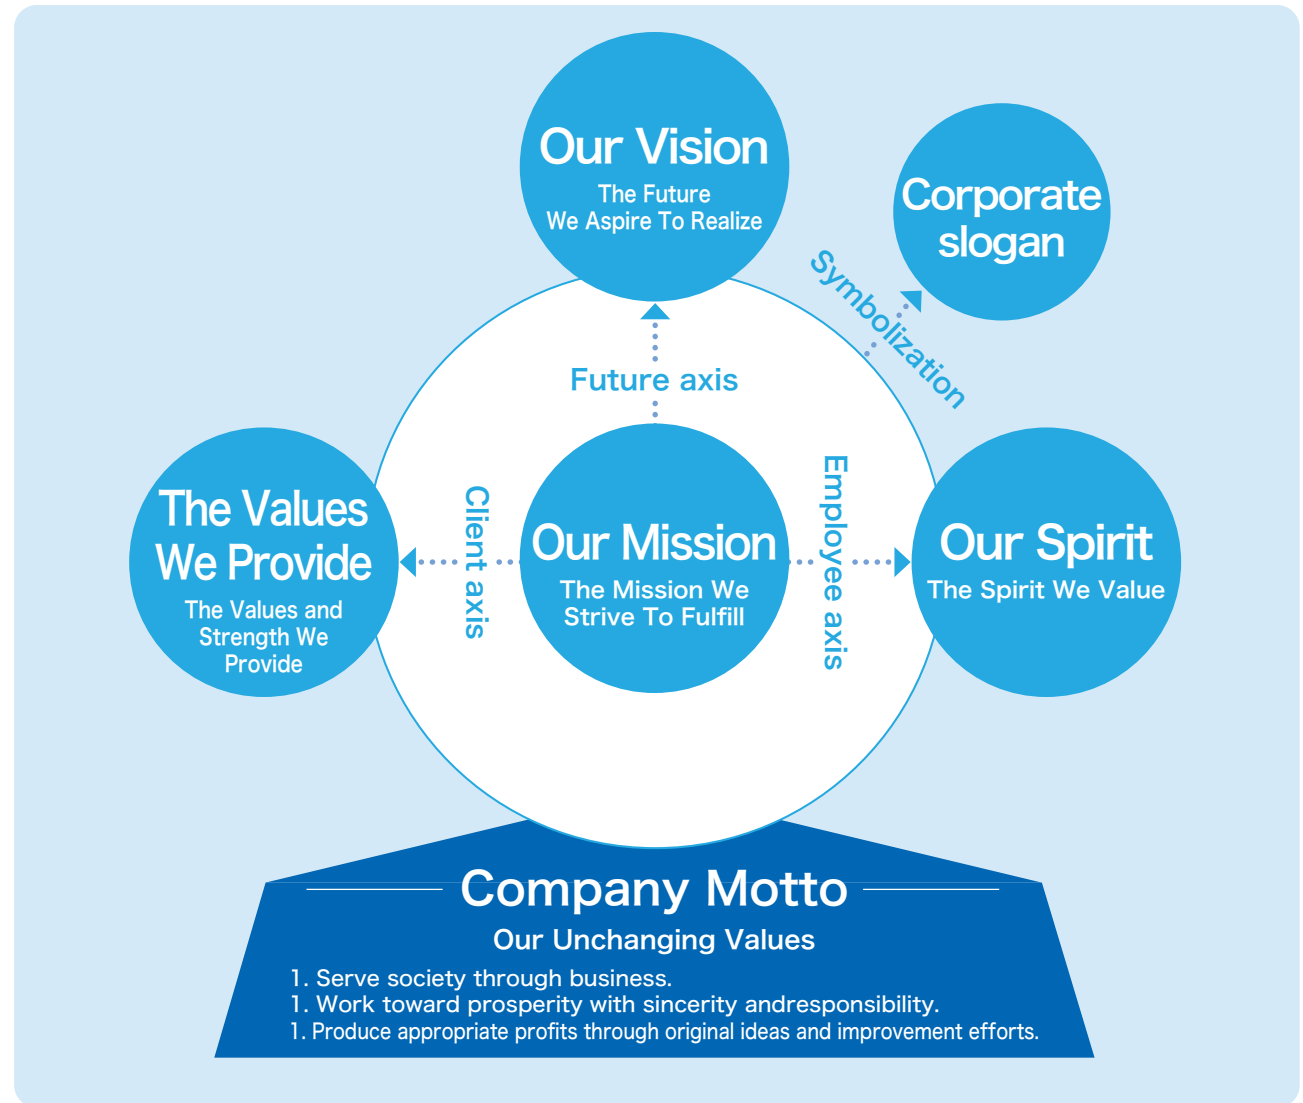 Our Vision
The Future
We Aspire To Realize
Corporate
slogan
Symbolization
Future axis
The Values
We Provide
The Values and
Strength We
Provide
Client axis
Our Mission
The Mission We
Strive To Fulfill
Employee axis
Our Spirit
The Spirit We Value
Company Motto
Our Unchanging Values
1. Serve society through business.
1. Work toward prosperity with sincerity andresponsibility.
1. Produce appropriate profits through original ideas and improvement efforts.